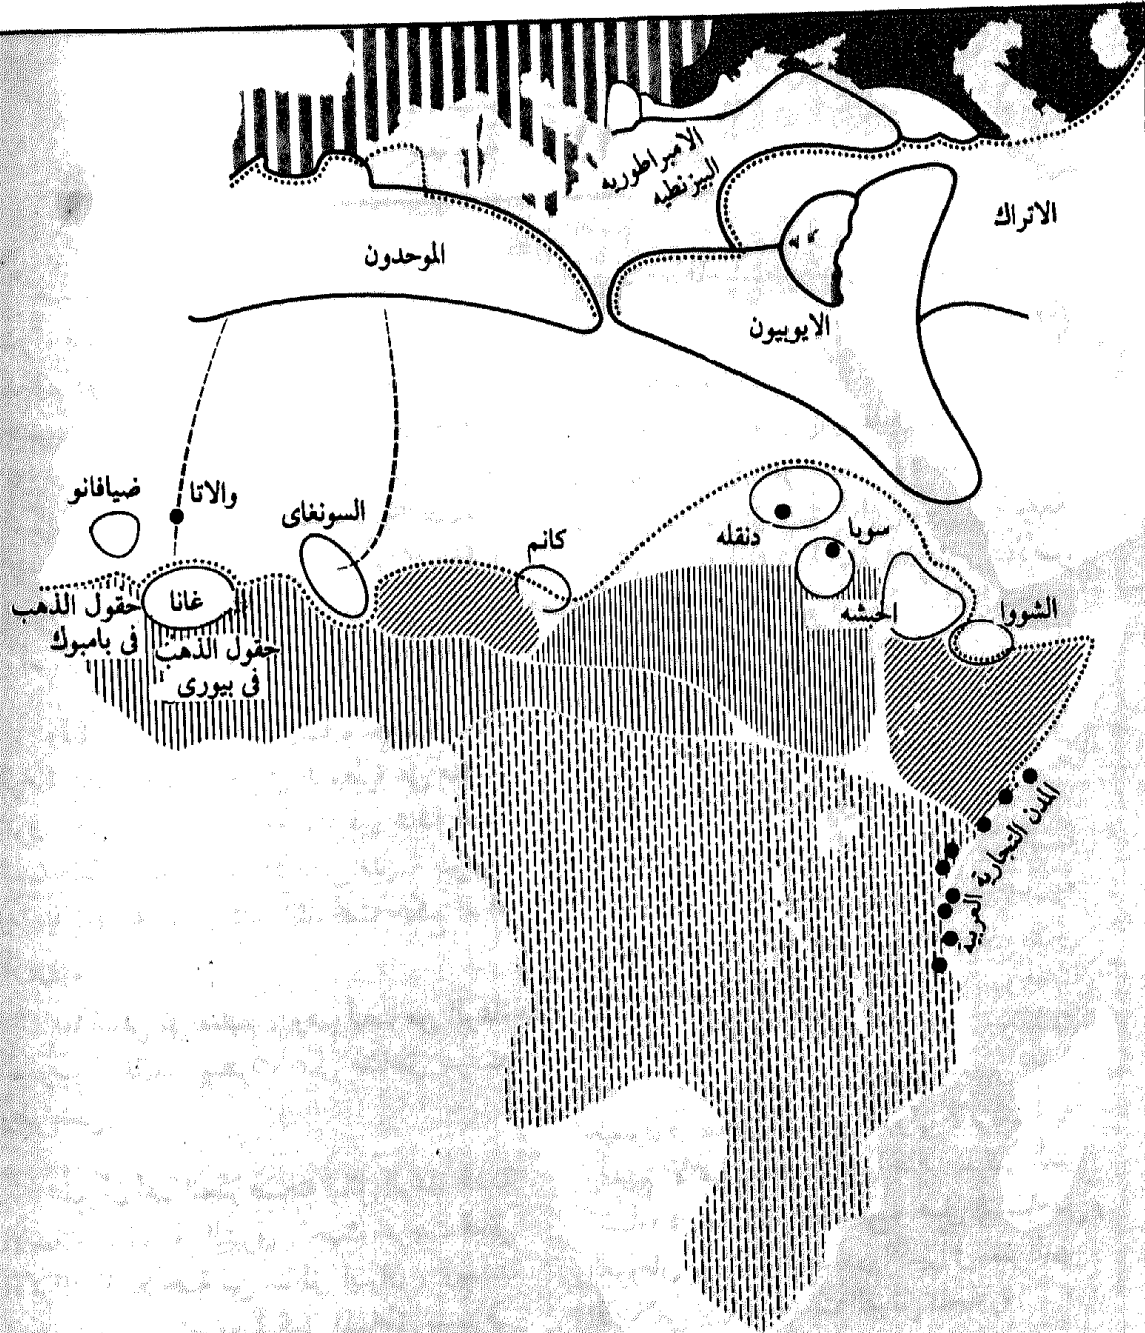 الامبراطوريه
البيزنطيه
الاتراك
الموحدون
الايوبيون
ضيافانو
والاتا
السونغاى
كانم
دنقله
سوبا
غانا
حقول الذهب
فى بامبوك
حقول الذهب
فى بيورى
الحبشه
الشووا
المدن التجارية العربية